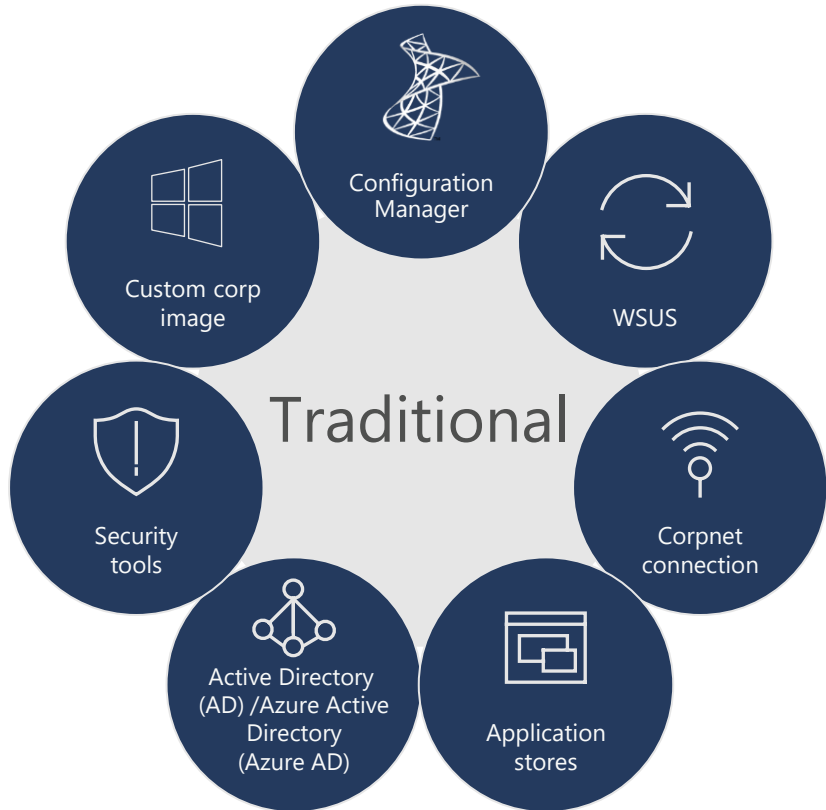 Configuration
Manager
Custom corp
image
WSUS
Traditional
Security
tools
Corpnet
connection
Active Directory
(AD) /Azure Active
Directory
(Azure AD)
Application
stores